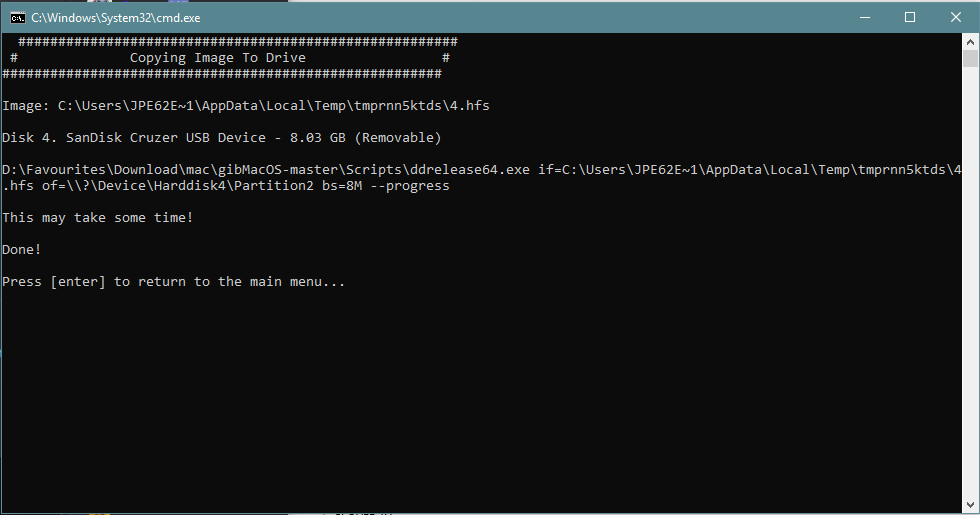 C:\Windows\System32\cmd.exe
#######################################################
# Copying Image To Drive #
#######################################################
Image: C:\Users\JPE62E~1\AppData\Local\Temp\tmprnn5ktds\4.hfs
Disk 4. SanDisk Cruzer USB Device - 8.03 GB (Removable)
D:\Favourites\Download\mac\gibMacOS-master\Scripts\ddrelease64.exe if=C:\Users\JPE62E~1\AppData\Local\Temp\tmprnn5ktds\4
.hfs of=\\?\Device\Harddisk4\Partition2 bs=8M --progress
This may take some time!
Done!
Press [enter] to return to the main menu...